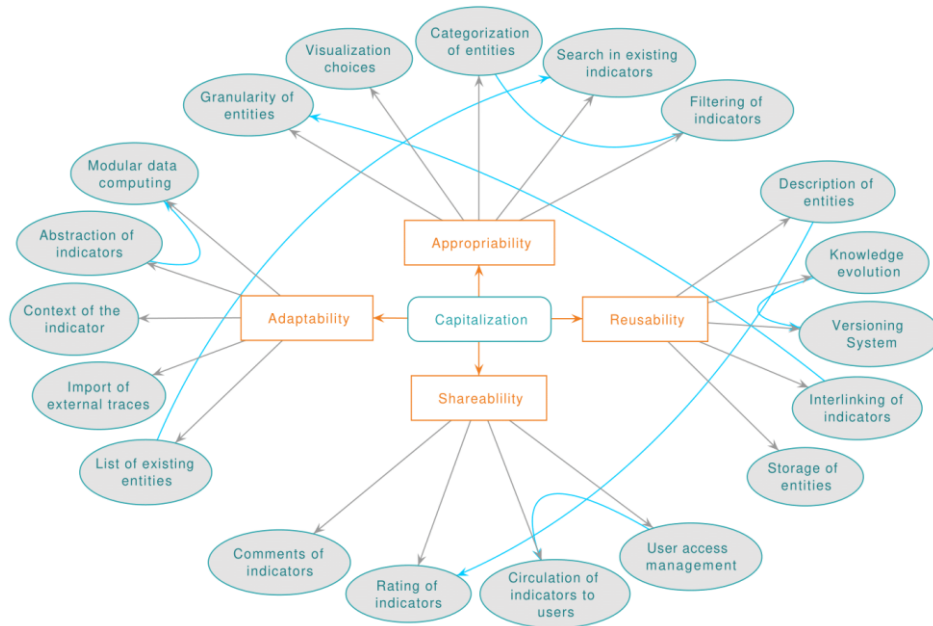 Categorization
of entities
Visualization
choices
Search in existing
indicators
Granularity of
entities
Filtering of
indicators
Modular data
computing
Description of
entities
Abstraction of
indicators
Appropriability
Knowledge
evolution
Context of the
indicator
Adaptability
Capitalization
Reusability
Versioning
System
Import of
external traces
Shareablility
Interlinking of
indicators
List of existing
entities
Storage of
entities
Comments of
indicators
Rating of
indicators
Circulation of
indicators to
users
User access
management